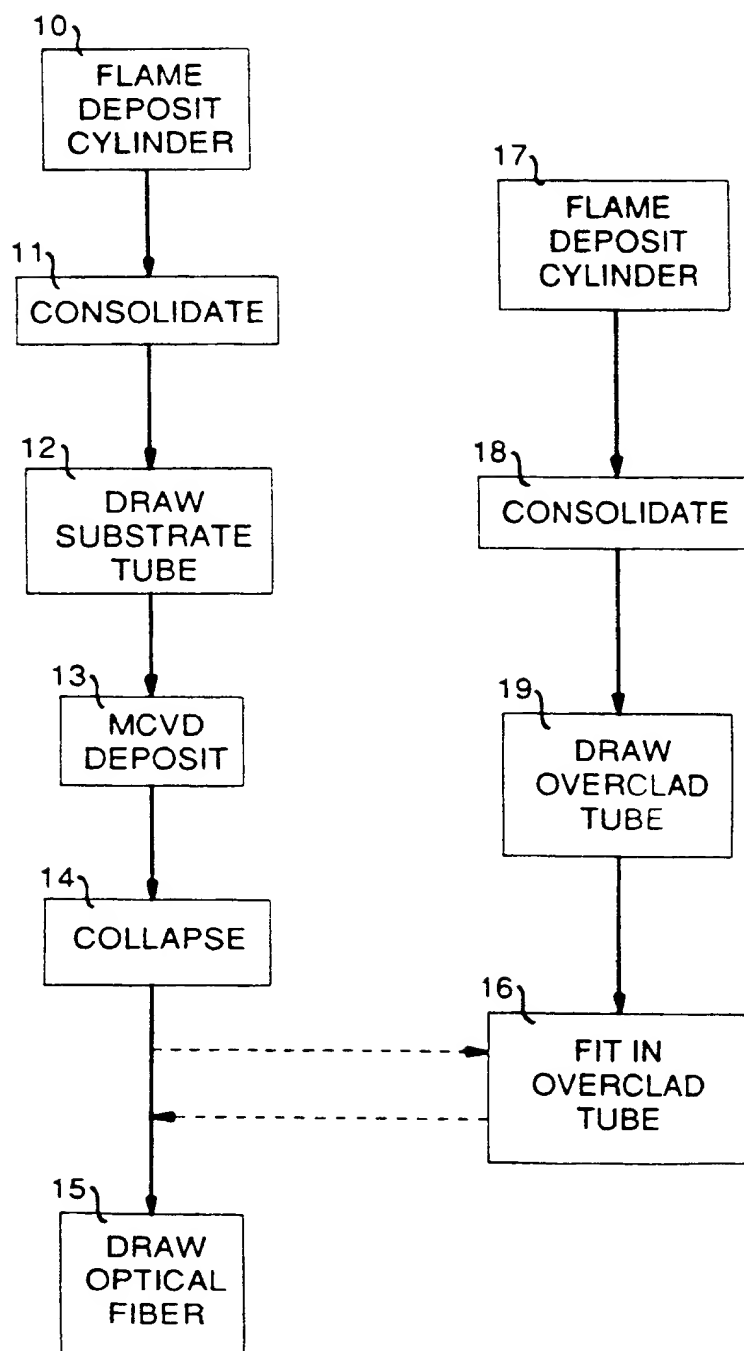 10
FLAME
DEPOSIT
CYLINDER
11
CONSOLIDATE
12
DRAW
SUBSTRATE
TUBE
13
MCVD
DEPOSIT
14
COLLAPSE
15
DRAW
OPTICAL
FIBER
17
FLAME
DEPOSIT
CYLINDER
18
CONSOLIDATE
19
DRAW
OVERCLAD
TUBE
16
FIT IN
OVERCLAD
TUBE